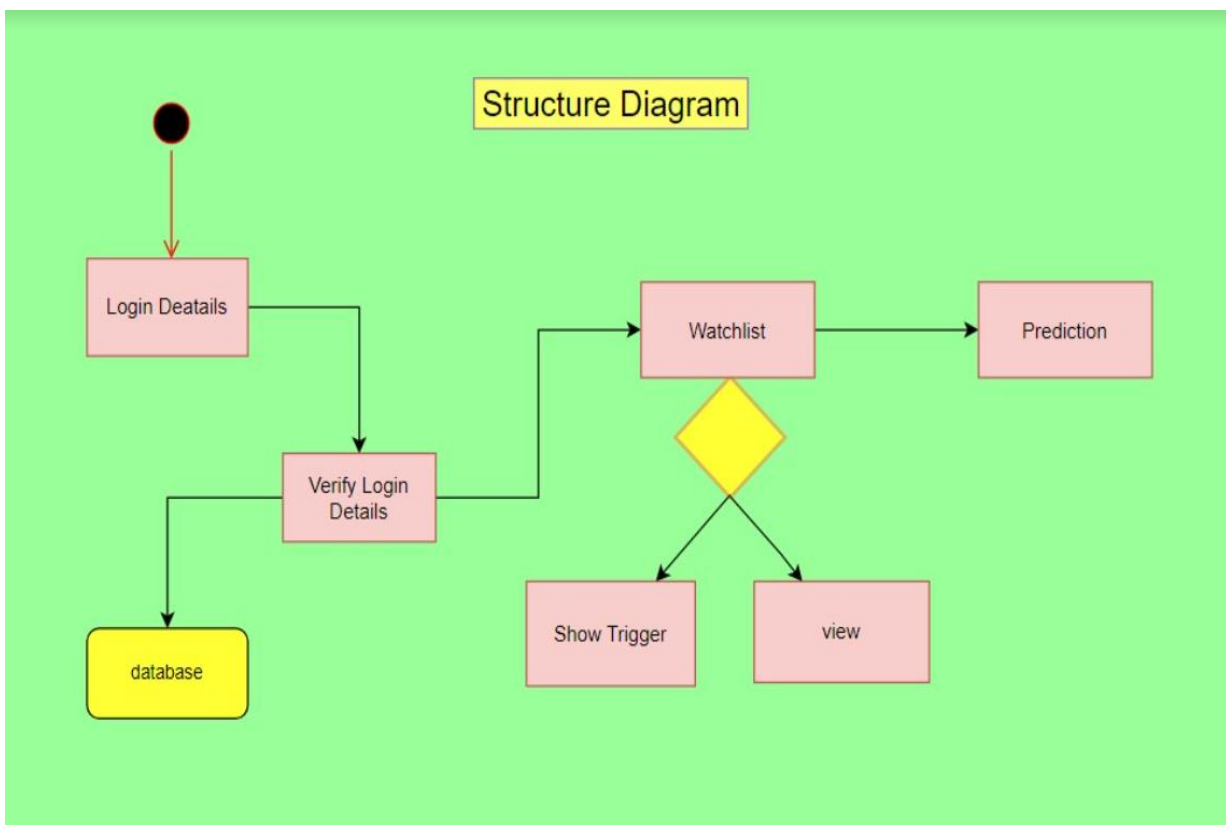 Structure Diagram
Login Deatails
Watchlist
Prediction
Verify Login
Details
Show Trigger
view
database